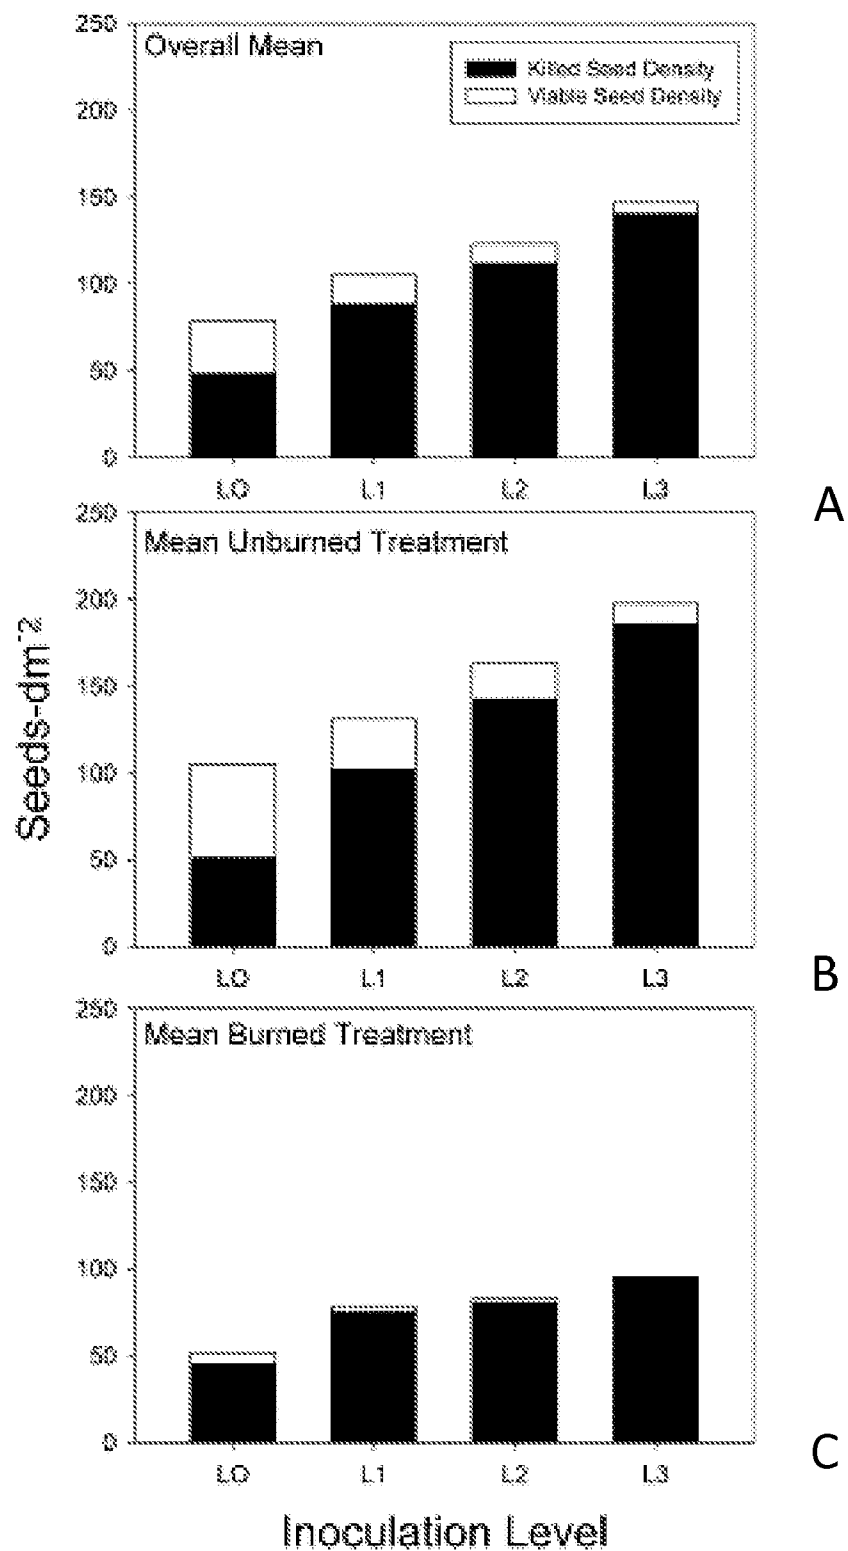 Overall Mean
Killed Seed Density
Viable Seed Density
250
200
150
100
50
0
L0 L1 L2 L3
A
Mean Unburned Treatment
250
200
150
100
50
0
L0 L1 L2 L3
B
Seeds-dm⁻²
Mean Burned Treatment
250
200
150
100
50
0
L0 L1 L2 L3
C
Inoculation Level